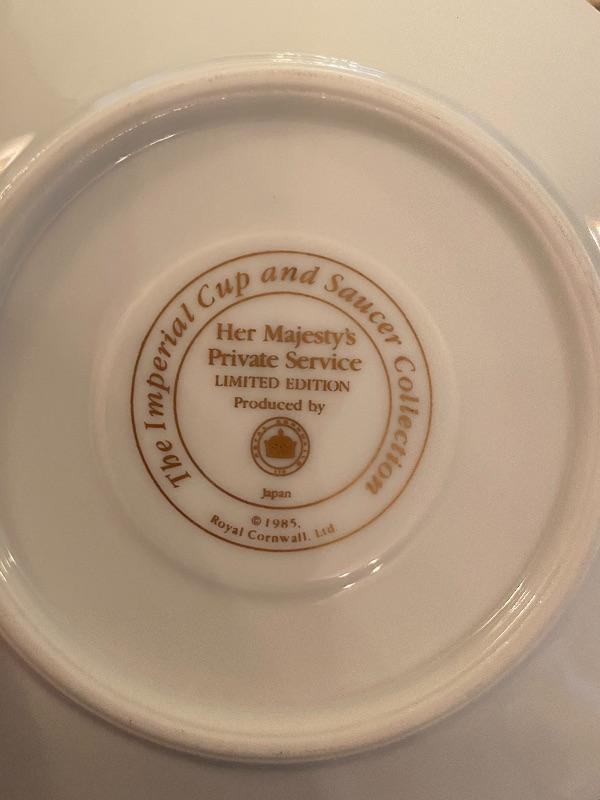 The Imperial Cup and Saucer Collection
Her Majesty's
Private Service
LIMITED EDITION
Produced by
LTD
Japan
© 1985,
Royal Cornwall, Ltd